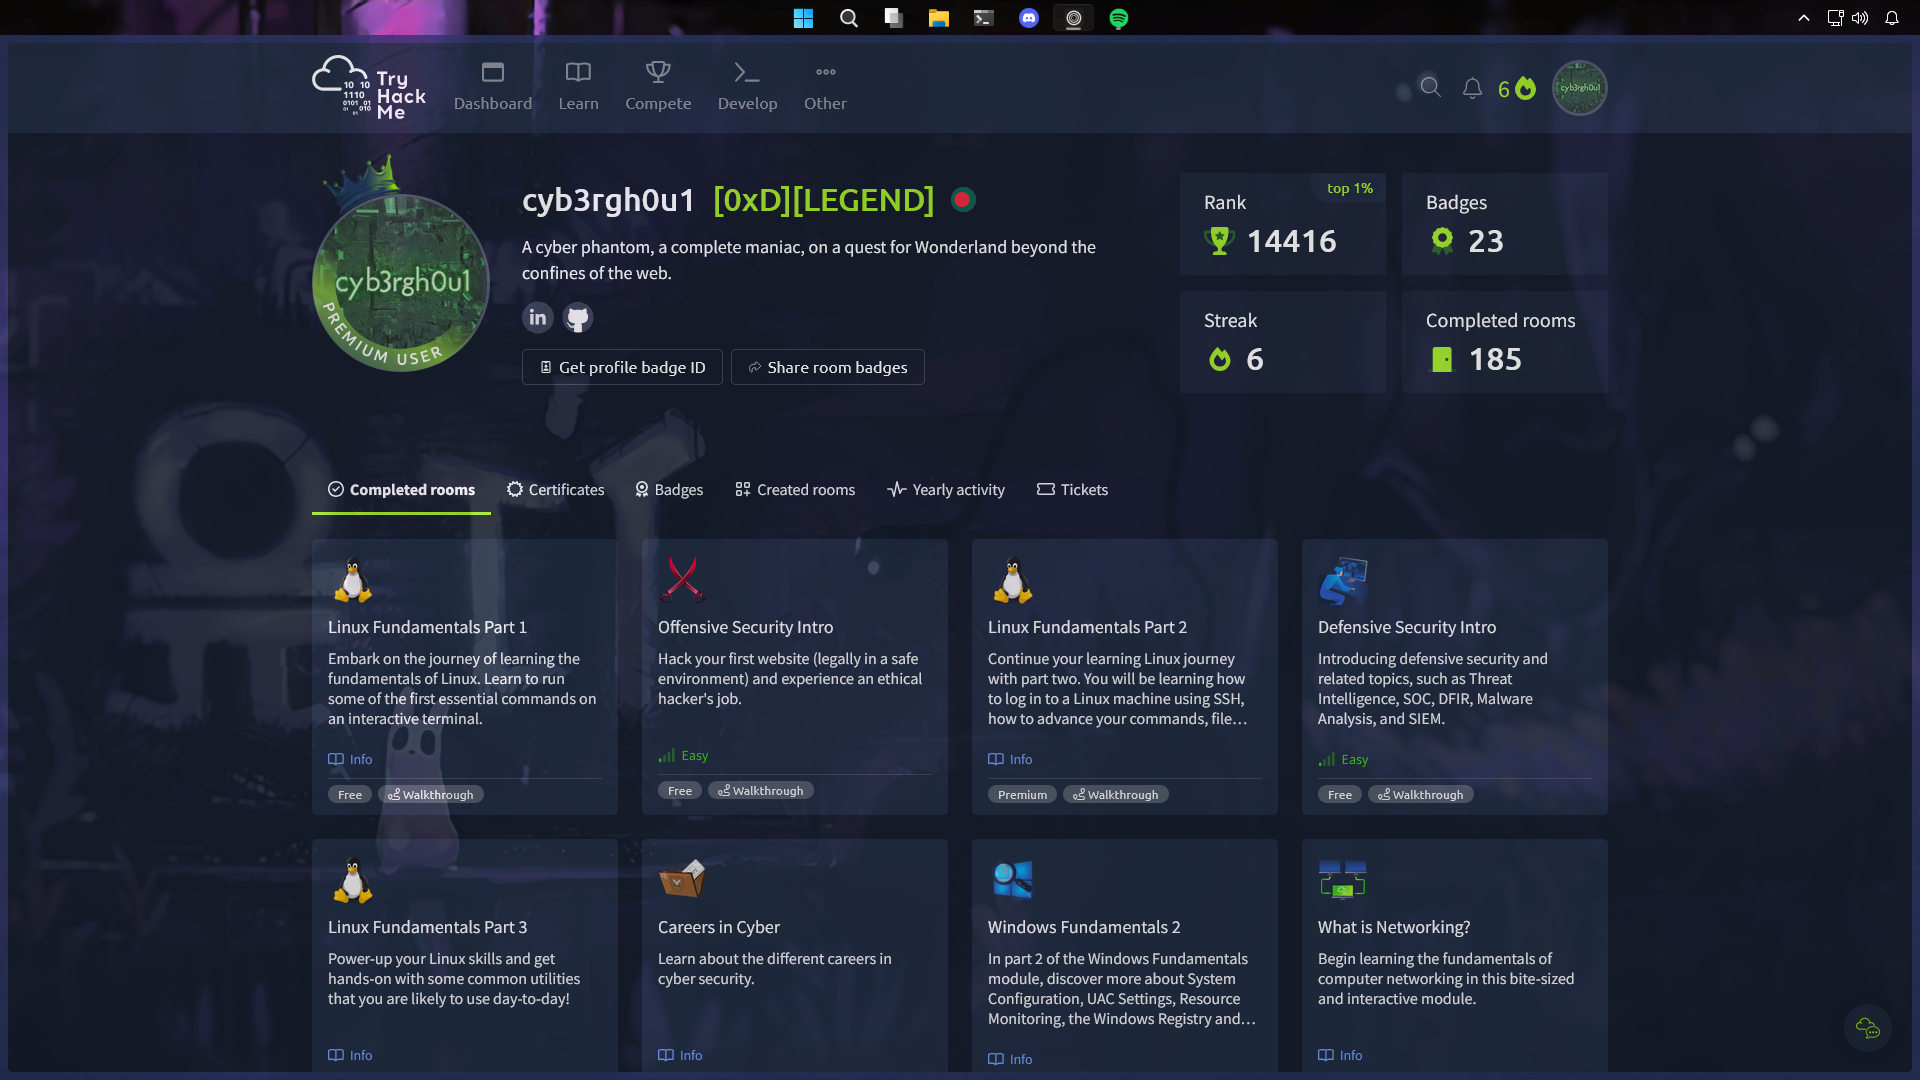 Try
Hack
Me
10 10
1110
0101 01
01 010
Dashboard
Learn
Compete
Develop
Other
6
cyb3rgh0u1
cyb3rgh0u1
PREMIUM USER
cyb3rgh0u1 [0xD][LEGEND]
A cyber phantom, a complete maniac, on a quest for Wonderland beyond the
confines of the web.
in
Get profile badge ID
Share room badges
Rank
top 1%
14416
Badges
23
Streak
6
Completed rooms
185
Completed rooms
Certificates
Badges
Created rooms
Yearly activity
Tickets
Linux Fundamentals Part 1
Embark on the journey of learning the
fundamentals of Linux. Learn to run
some of the first essential commands on
an interactive terminal.
Info
Free
Walkthrough
Offensive Security Intro
Hack your first website (legally in a safe
environment) and experience an ethical
hacker's job.
Easy
Free
Walkthrough
Linux Fundamentals Part 2
Continue your learning Linux journey
with part two. You will be learning how
to log in to a Linux machine using SSH,
how to advance your commands, file...
Info
Premium
Walkthrough
Defensive Security Intro
Introducing defensive security and
related topics, such as Threat
Intelligence, SOC, DFIR, Malware
Analysis, and SIEM.
Easy
Free
Walkthrough
Linux Fundamentals Part 3
Power-up your Linux skills and get
hands-on with some common utilities
that you are likely to use day-to-day!
Info
Careers in Cyber
Learn about the different careers in
cyber security.
Info
Windows Fundamentals 2
In part 2 of the Windows Fundamentals
module, discover more about System
Configuration, UAC Settings, Resource
Monitoring, the Windows Registry and...
Info
What is Networking?
Begin learning the fundamentals of
computer networking in this bite-sized
and interactive module.
Info